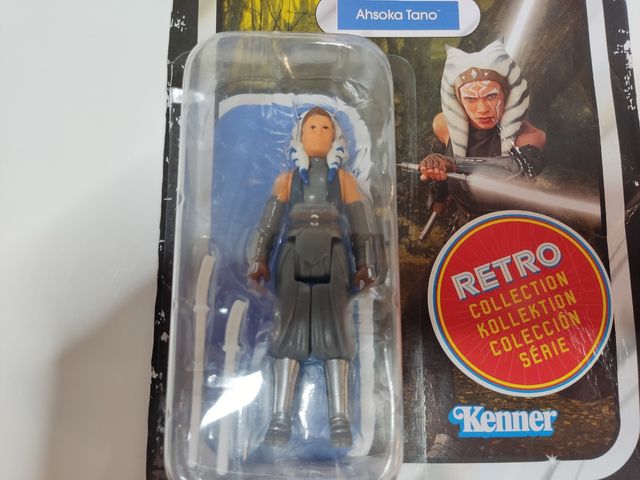 Ahsoka Tano™
RETRO
COLLECTION
KOLLEKTION
COLECCIÓN
SÉRIE
Kenner